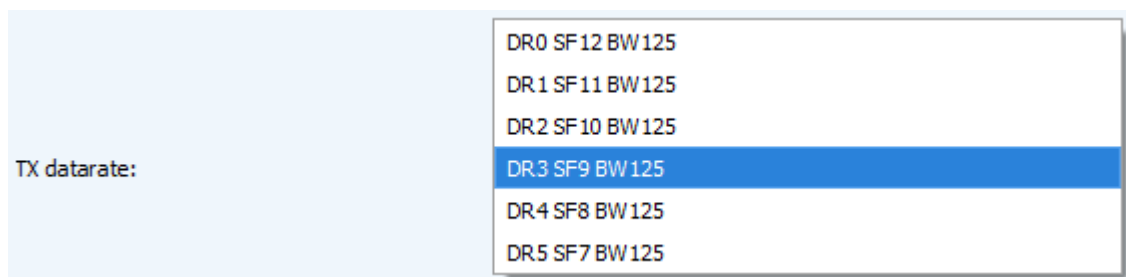 DR0 SF12 BW125
DR1 SF11 BW125
DR2 SF10 BW125
TX datarate:
DR3 SF9 BW125
DR4 SF8 BW125
DR5 SF7 BW125